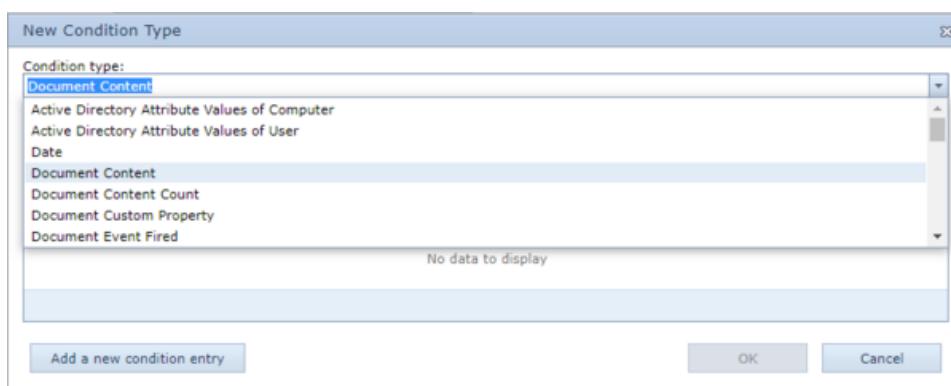 New Condition Type
Condition type:
Document Content
Active Directory Attribute Values of Computer
Active Directory Attribute Values of User
Date
Document Content
Document Content Count
Document Custom Property
Document Event Fired
No data to display
Add a new condition entry
OK
Cancel